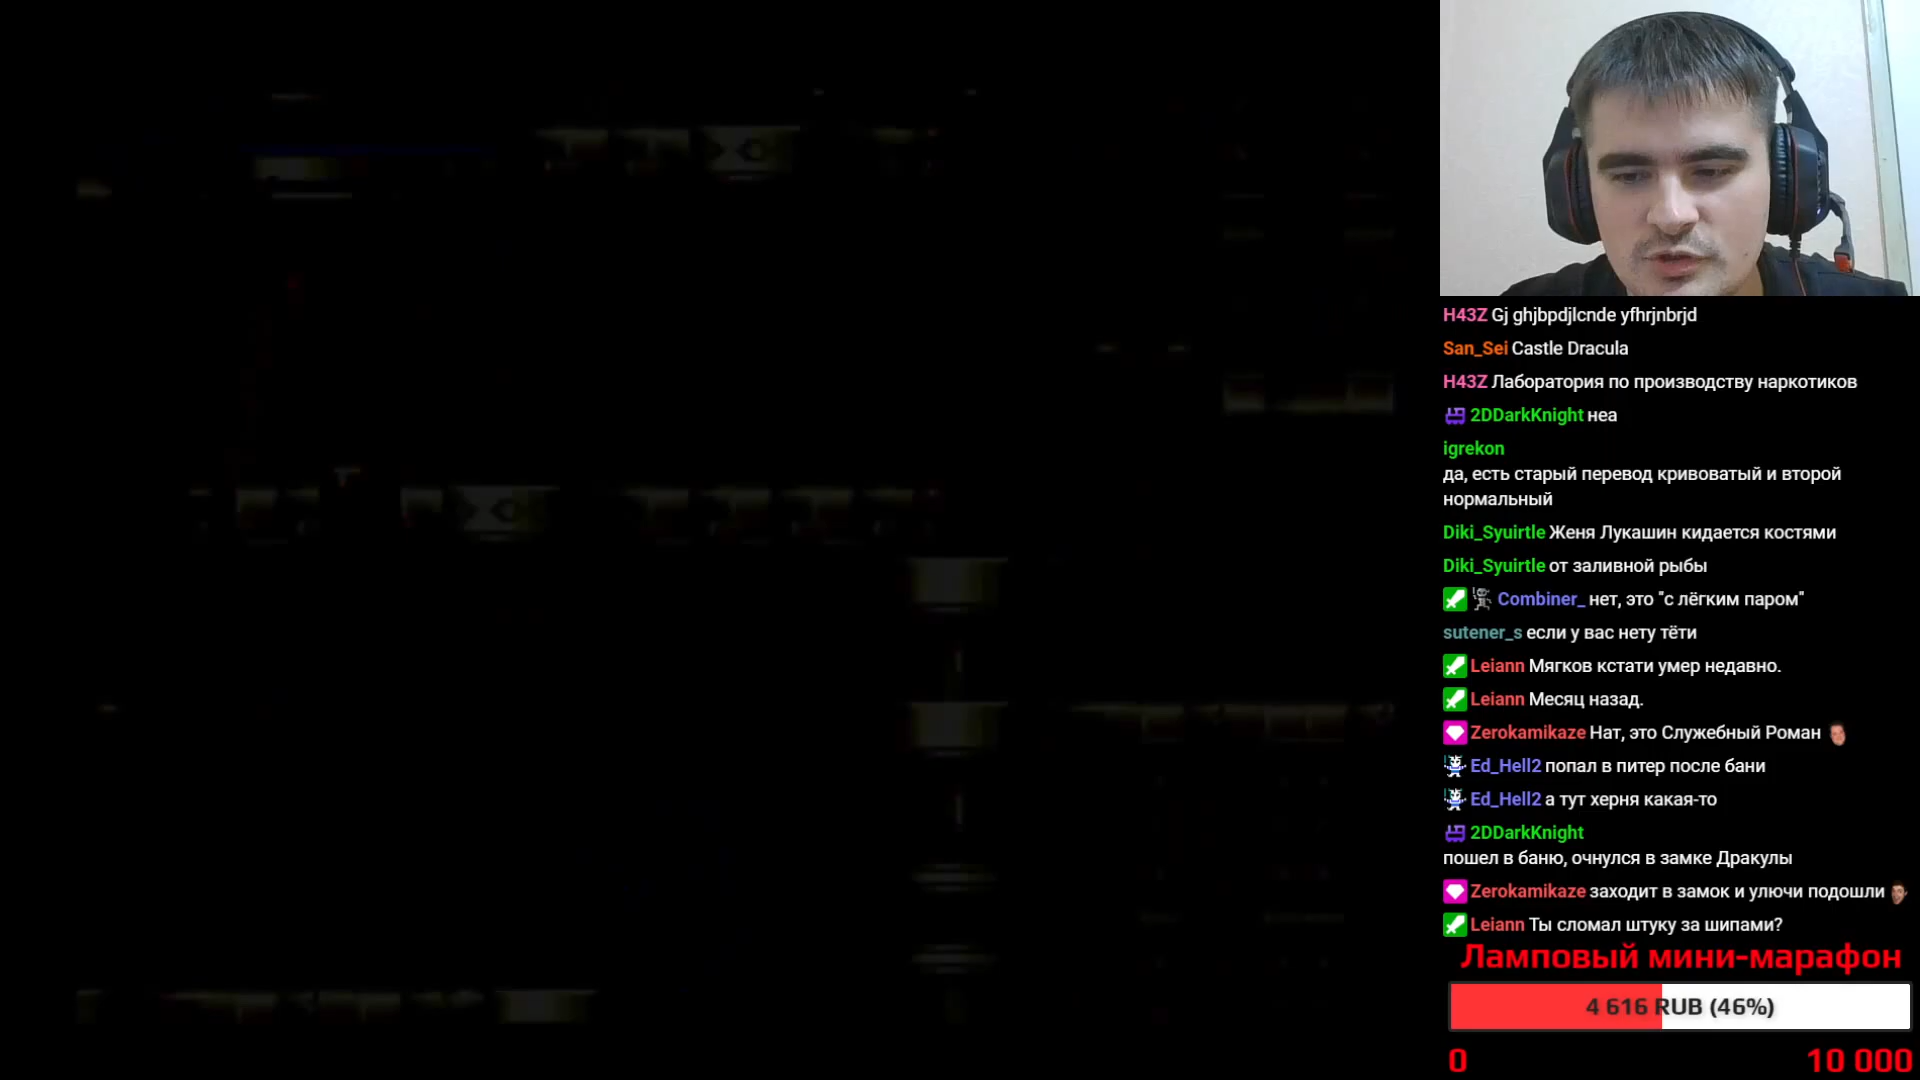 H43Z Gj ghjbpdjlcnde yfhrjnbrjd
San_Sei Castle Dracula
H43Z Лаборатория по производству наркотиков
2DDarkKnight неа
igrekon
да, есть старый перевод кривоватый и второй
нормальный
Diki_Syuirtle Женя Лукашин кидается костями
Diki_Syuirtle от заливной рыбы
Combiner_ нет, это "с лёгким паром"
sutener_s если у вас нету тёти
Leiann Мягков кстати умер недавно.
Leiann Месяц назад.
Zerokamikaze Нат, это Служебный Роман
Ed_Hell2 попал в питер после бани
Ed_Hell2 а тут херня какая-то
2DDarkKnight
пошел в баню, очнулся в замке Дракулы
Zerokamikaze заходит в замок и улючи подошли
Leiann Ты сломал штуку за шипами?
Ламповый мини-марафон
4 616 RUB (46%)
0 10 000